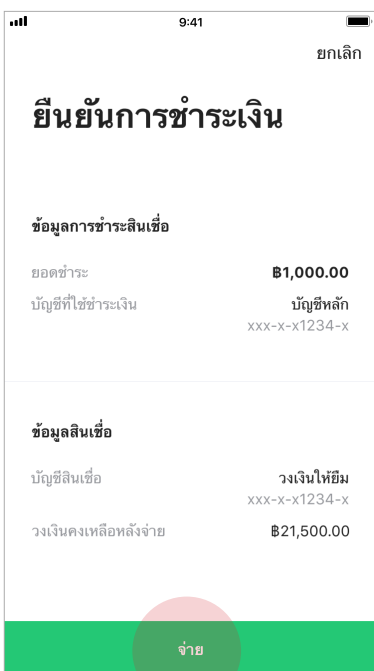 9:41
ยกเลิก
ยืนยันการชำระเงิน
ข้อมูลการชำระสินเชื่อ
ยอดชำระ ฿1,000.00
บัญชีที่ใช้ชำระเงิน บัญชีหลัก
xxx-x-x1234-x
ข้อมูลสินเชื่อ
บัญชีสินเชื่อ วงเงินให้ยืม
xxx-x-x1234-x
วงเงินคงเหลือหลังจ่าย ฿21,500.00
จ่าย